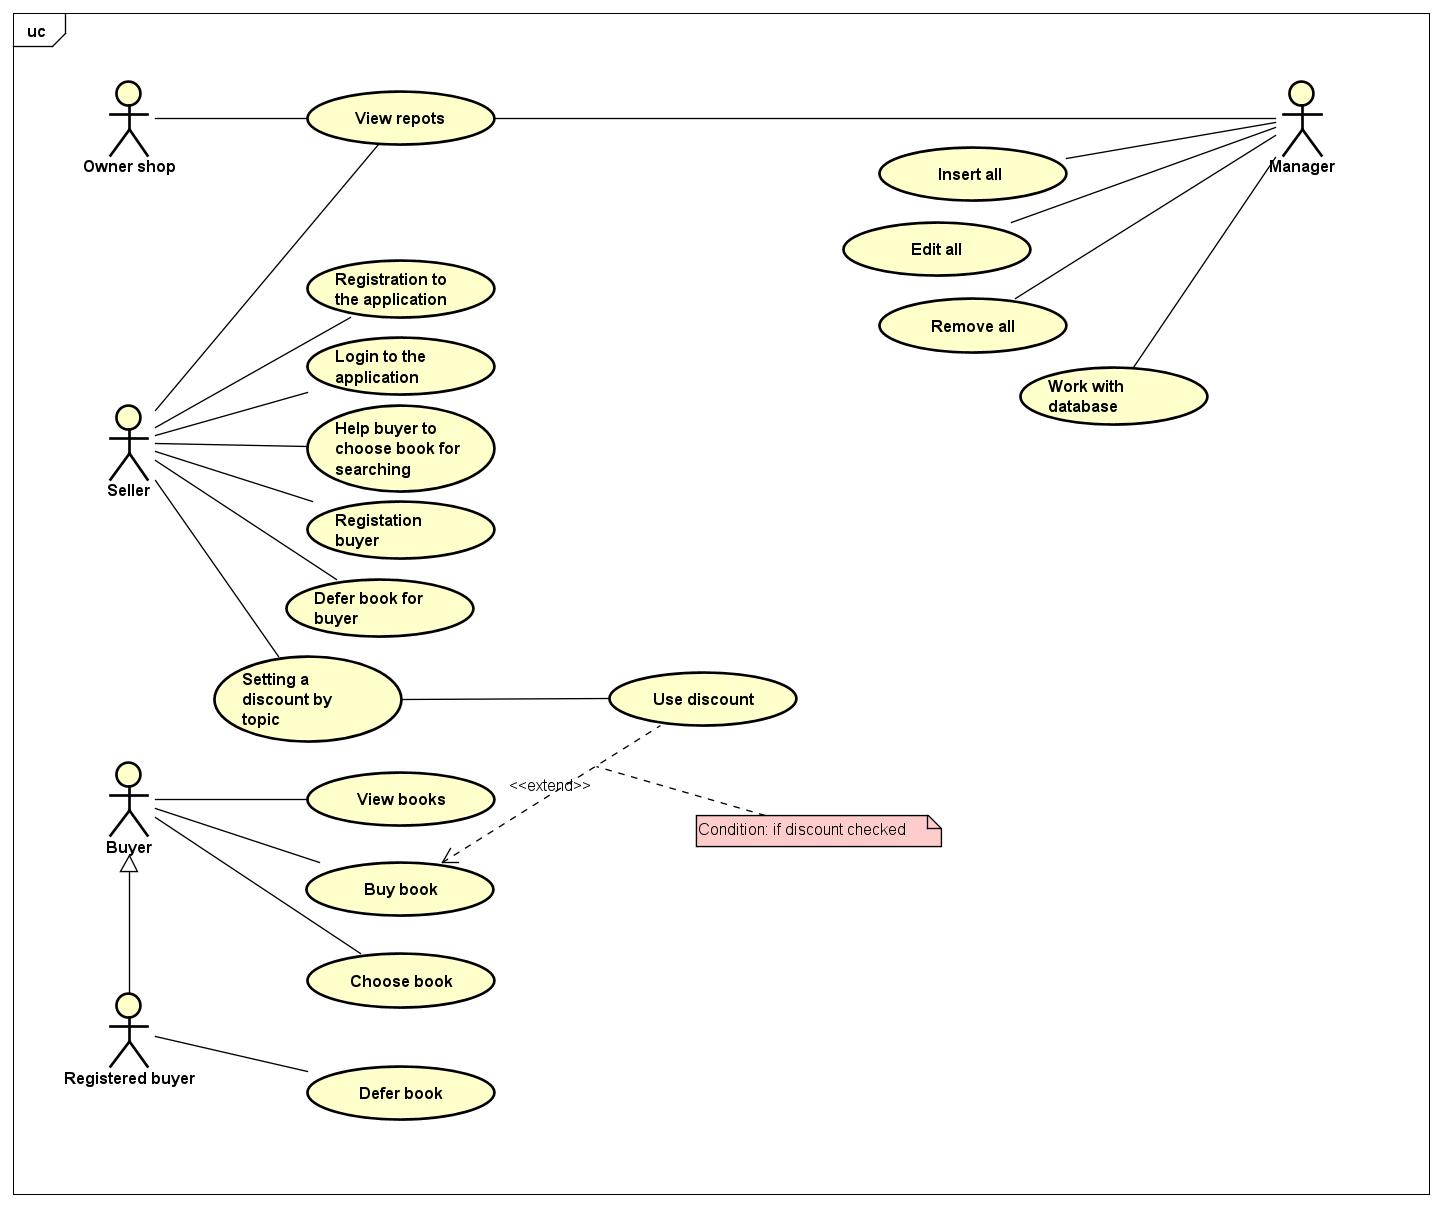 uc
View repots
Owner shop
Manager
Insert all
Edit all
Registration to
the application
Remove all
Login to the
application
Work with
database
Help buyer to
choose book for
searching
Seller
Registation
buyer
Defer book for
buyer
Setting a
discount by
topic
Use discount
<<extend>>
View books
Condition: if discount checked
Buyer
Buy book
Choose book
Registered buyer
Defer book